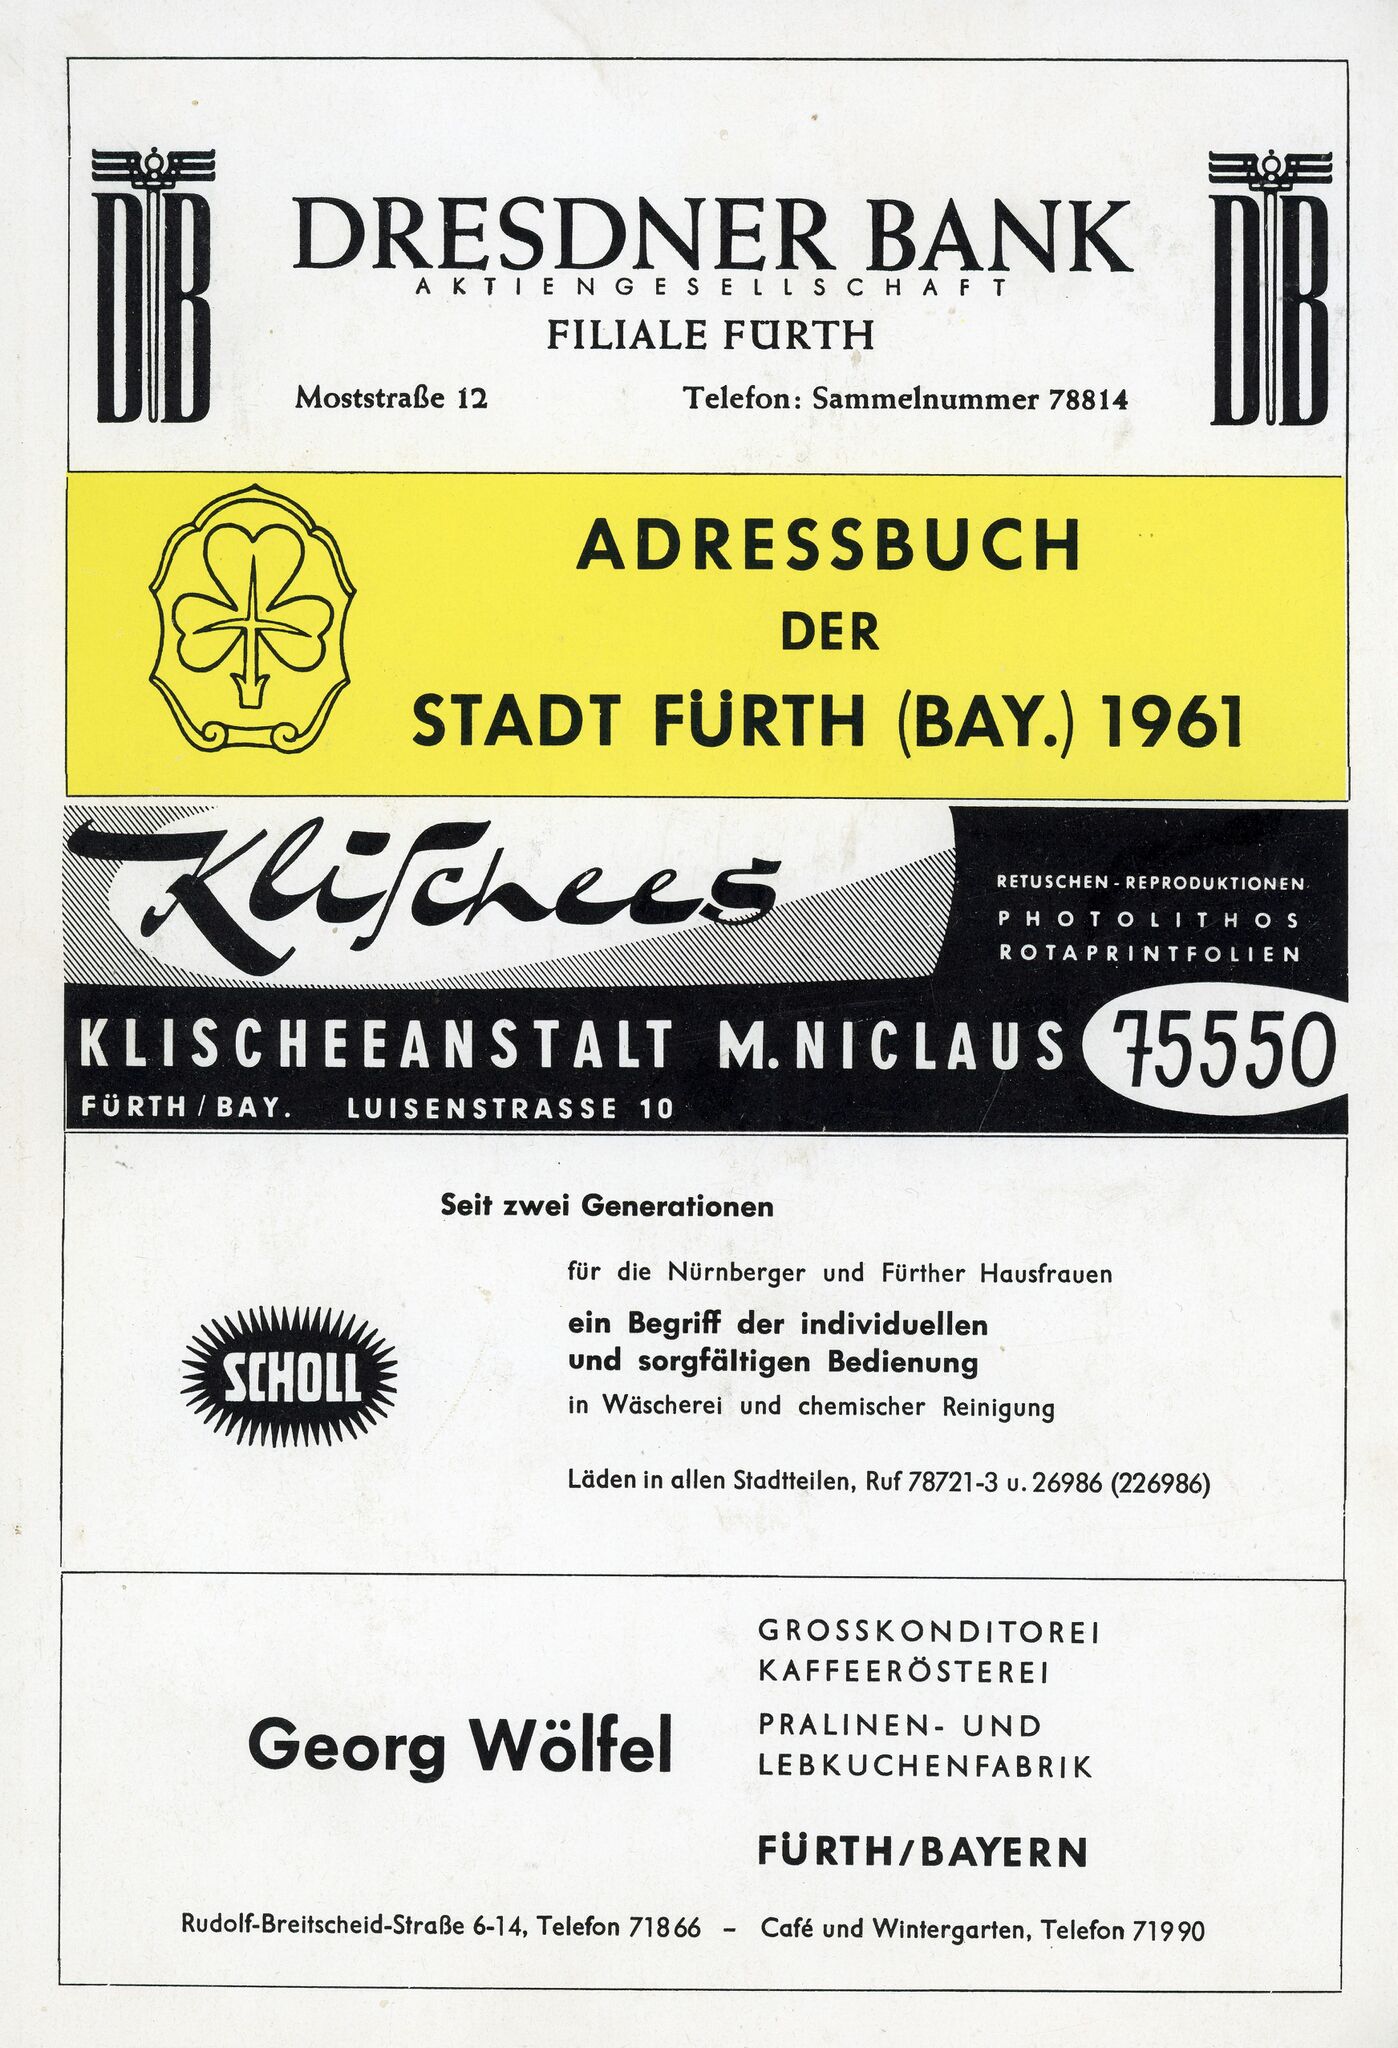 DB
DRESDNER BANK
AKTIENGESELLSCHAFT
FILIALE FÜRTH
Moststraße 12 Telefon: Sammelnummer 78814
DB
ADRESSBUCH
DER
STADT FÜRTH (BAY.) 1961
Klischees
RETUSCHEN - REPRODUKTIONEN
PHOTOLITHOS
ROTAPRINTFOLIEN
KLISCHEEANSTALT M. NICLAUS 75550
FÜRTH / BAY. LUISENSTRASSE 10
Seit zwei Generationen
für die Nürnberger und Fürther Hausfrauen
ein Begriff der individuellen
und sorgfältigen Bedienung
in Wäscherei und chemischer Reinigung
SCHOLL
Läden in allen Stadtteilen, Ruf 78721-3 u. 26986 (226986)
GROSSKONDITOREI
KAFFEERÖSTEREI
Georg Wölfel
PRALINEN- UND
LEBKUCHENFABRIK
FÜRTH/BAYERN
Rudolf-Breitscheid-Straße 6-14, Telefon 71866 – Café und Wintergarten, Telefon 71990